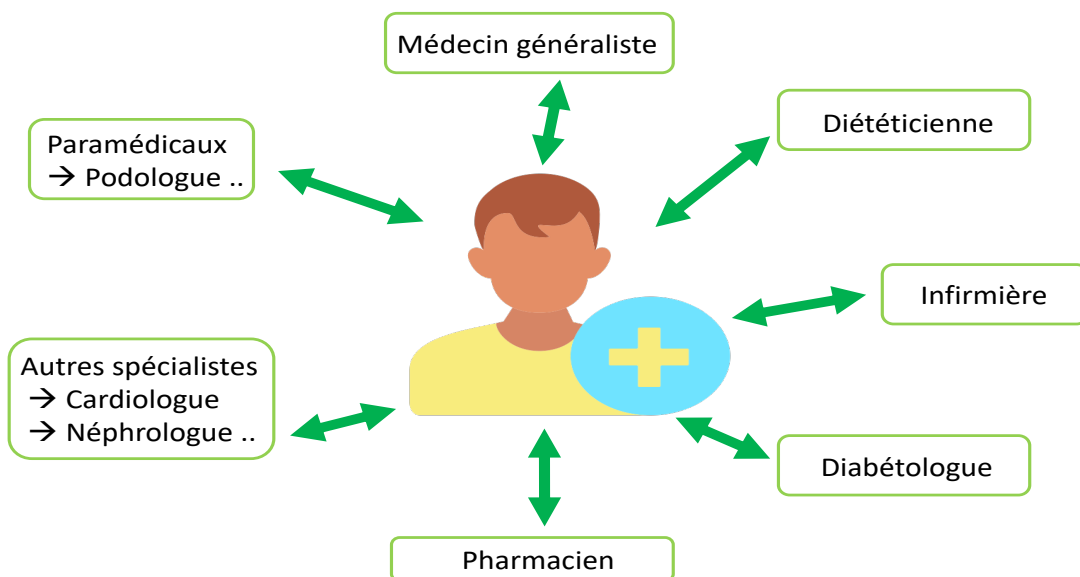 Médecin généraliste
Diététicienne
Paramédicaux
→ Podologue ..
Infirmière
Autres spécialistes
→ Cardiologue
→ Néphrologue ..
Diabétologue
Pharmacien